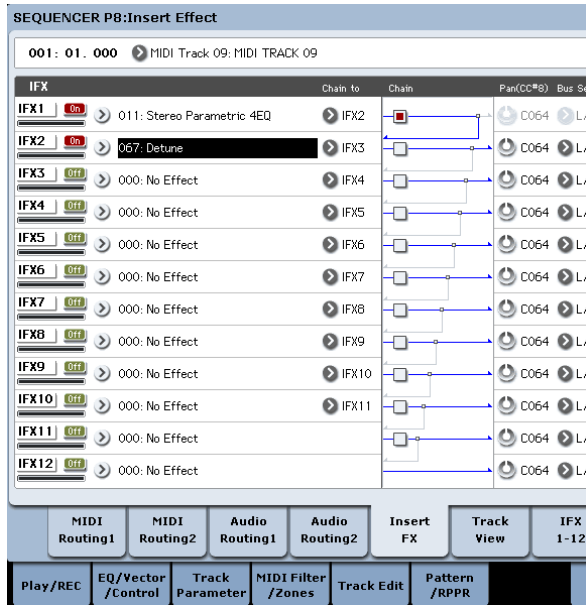 SEQUENCER P8:Insert Effect
001: 01. 000 MIDI Track 09: MIDI TRACK 09
IFX Chain to Chain Pan(CC#8) Bus Se
IFX1 On 011: Stereo Parametric 4EQ IFX2 C064 L
IFX2 On 067: Detune IFX3 C064 L
IFX3 Off 000: No Effect IFX4 C064 L
IFX4 Off 000: No Effect IFX5 C064 L
IFX5 Off 000: No Effect IFX6 C064 L
IFX6 Off 000: No Effect IFX7 C064 L
IFX7 Off 000: No Effect IFX8 C064 L
IFX8 Off 000: No Effect IFX9 C064 L
IFX9 Off 000: No Effect IFX10 C064 L
IFX10 Off 000: No Effect IFX11 C064 L
IFX11 Off 000: No Effect C064 L
IFX12 Off 000: No Effect C064 L
MIDI MIDI Audio Audio Insert Track IFX
Routing1 Routing2 Routing1 Routing2 FX View 1-12
EQ/Vector Track MIDI Filter Pattern
Play/REC /Control Parameter /Zones Track Edit /RPPR